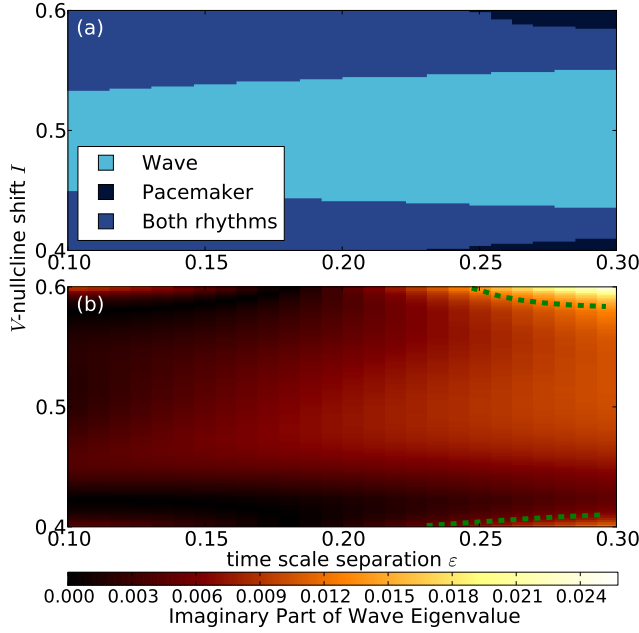 0.6
(a)
0.5
Wave
Pacemaker
Both rhythms
0.4
0.10 0.15 0.20 0.25 0.30
V-nullcline shift I
0.6
(b)
0.5
0.4
0.10 0.15 0.20 0.25 0.30
time scale separation ε
0.000 0.003 0.006 0.009 0.012 0.015 0.018 0.021 0.024
Imaginary Part of Wave Eigenvalue